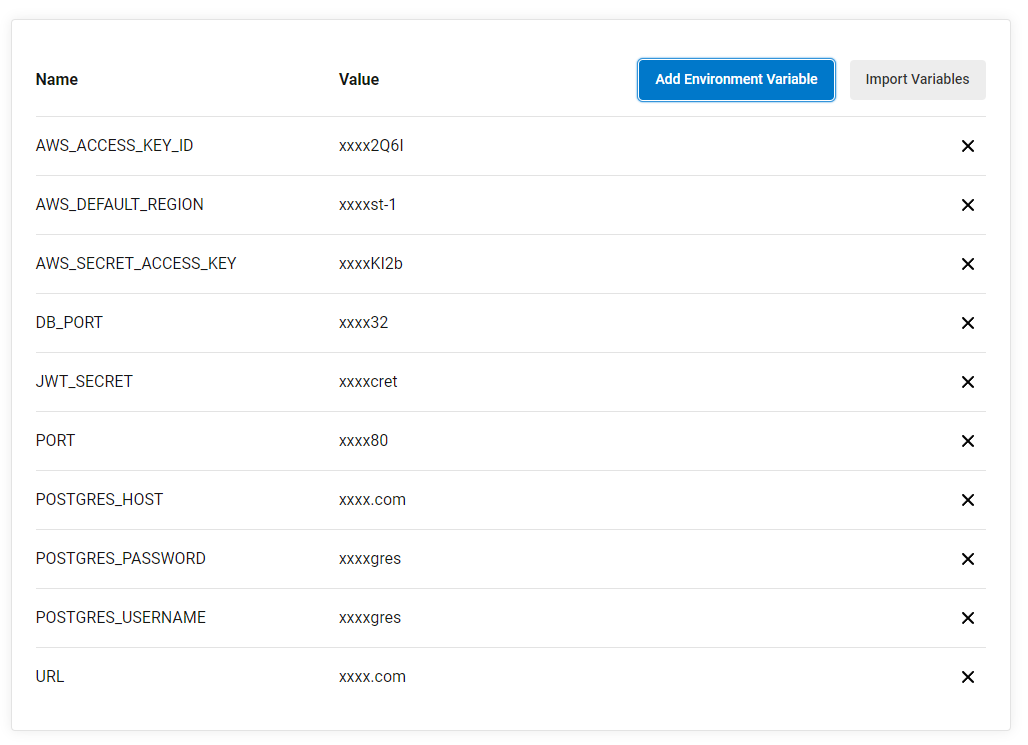 Name Value Add Environment Variable Import Variables
AWS_ACCESS_KEY_ID xxxx2Q6I
AWS_DEFAULT_REGION xxxxst-1
AWS_SECRET_ACCESS_KEY xxxxKI2b
DB_PORT xxxx32
JWT_SECRET xxxxcret
PORT xxxx80
POSTGRES_HOST xxxx.com
POSTGRES_PASSWORD xxxxgres
POSTGRES_USERNAME xxxxgres
URL xxxx.com